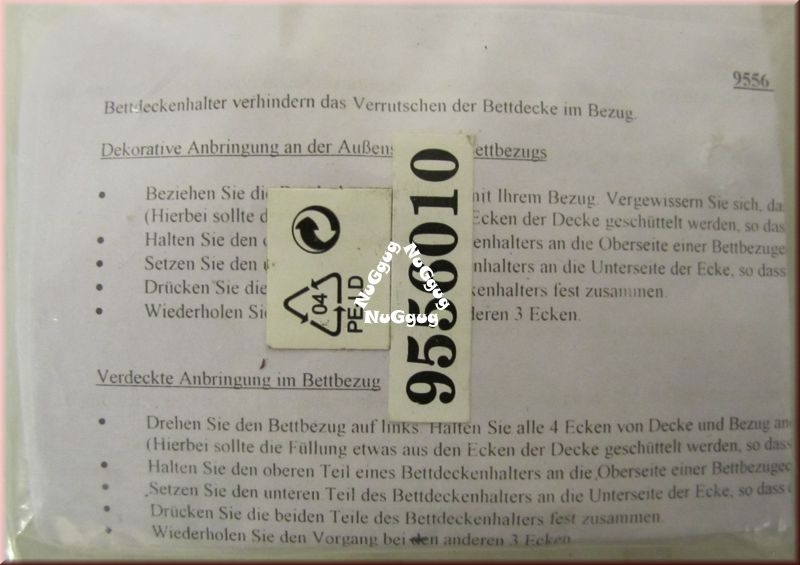 9556
Bettdeckenhalter verhindern das Verrutschen der Bettdecke im Bezug.
Dekorative Anbringung an der Außens ettbezugs
Beziehen Sie die mit Ihrem Bezug. Vergewissern Sie sich, da
(Hierbei sollte d Ecken der Decke geschüttelt werden, so das
Halten Sie den enhalters an die Oberseite einer Bettbezuge
Setzen Sie den u nhalters an die Unterseite der Ecke, so dass
Drücken Sie die kenhalters fest zusammen.
Wiederholen Si anderen 3 Ecken.
04
PE-LD
9556010
NuGgug
NuGgug
NuGgug
Verdeckte Anbringung im Bettbezug
Drehen Sie den Bettbezug auf links. Halten Sie alle 4 Ecken von Decke und Bezug an
(Hierbei sollte die Füllung etwas aus den Ecken der Decke geschüttelt werden, so dass
Halten Sie den oberen Teil eines Bettdeckenhalters an die Oberseite einer Bettbezugec
Setzen Sie den unteren Teil des Bettdeckenhalters an die Unterseite der Ecke, so dass
Drücken Sie die beiden Teile des Bettdeckenhalters fest zusammen.
Wiederholen Sie den Vorgang bei den anderen 3 Ecken